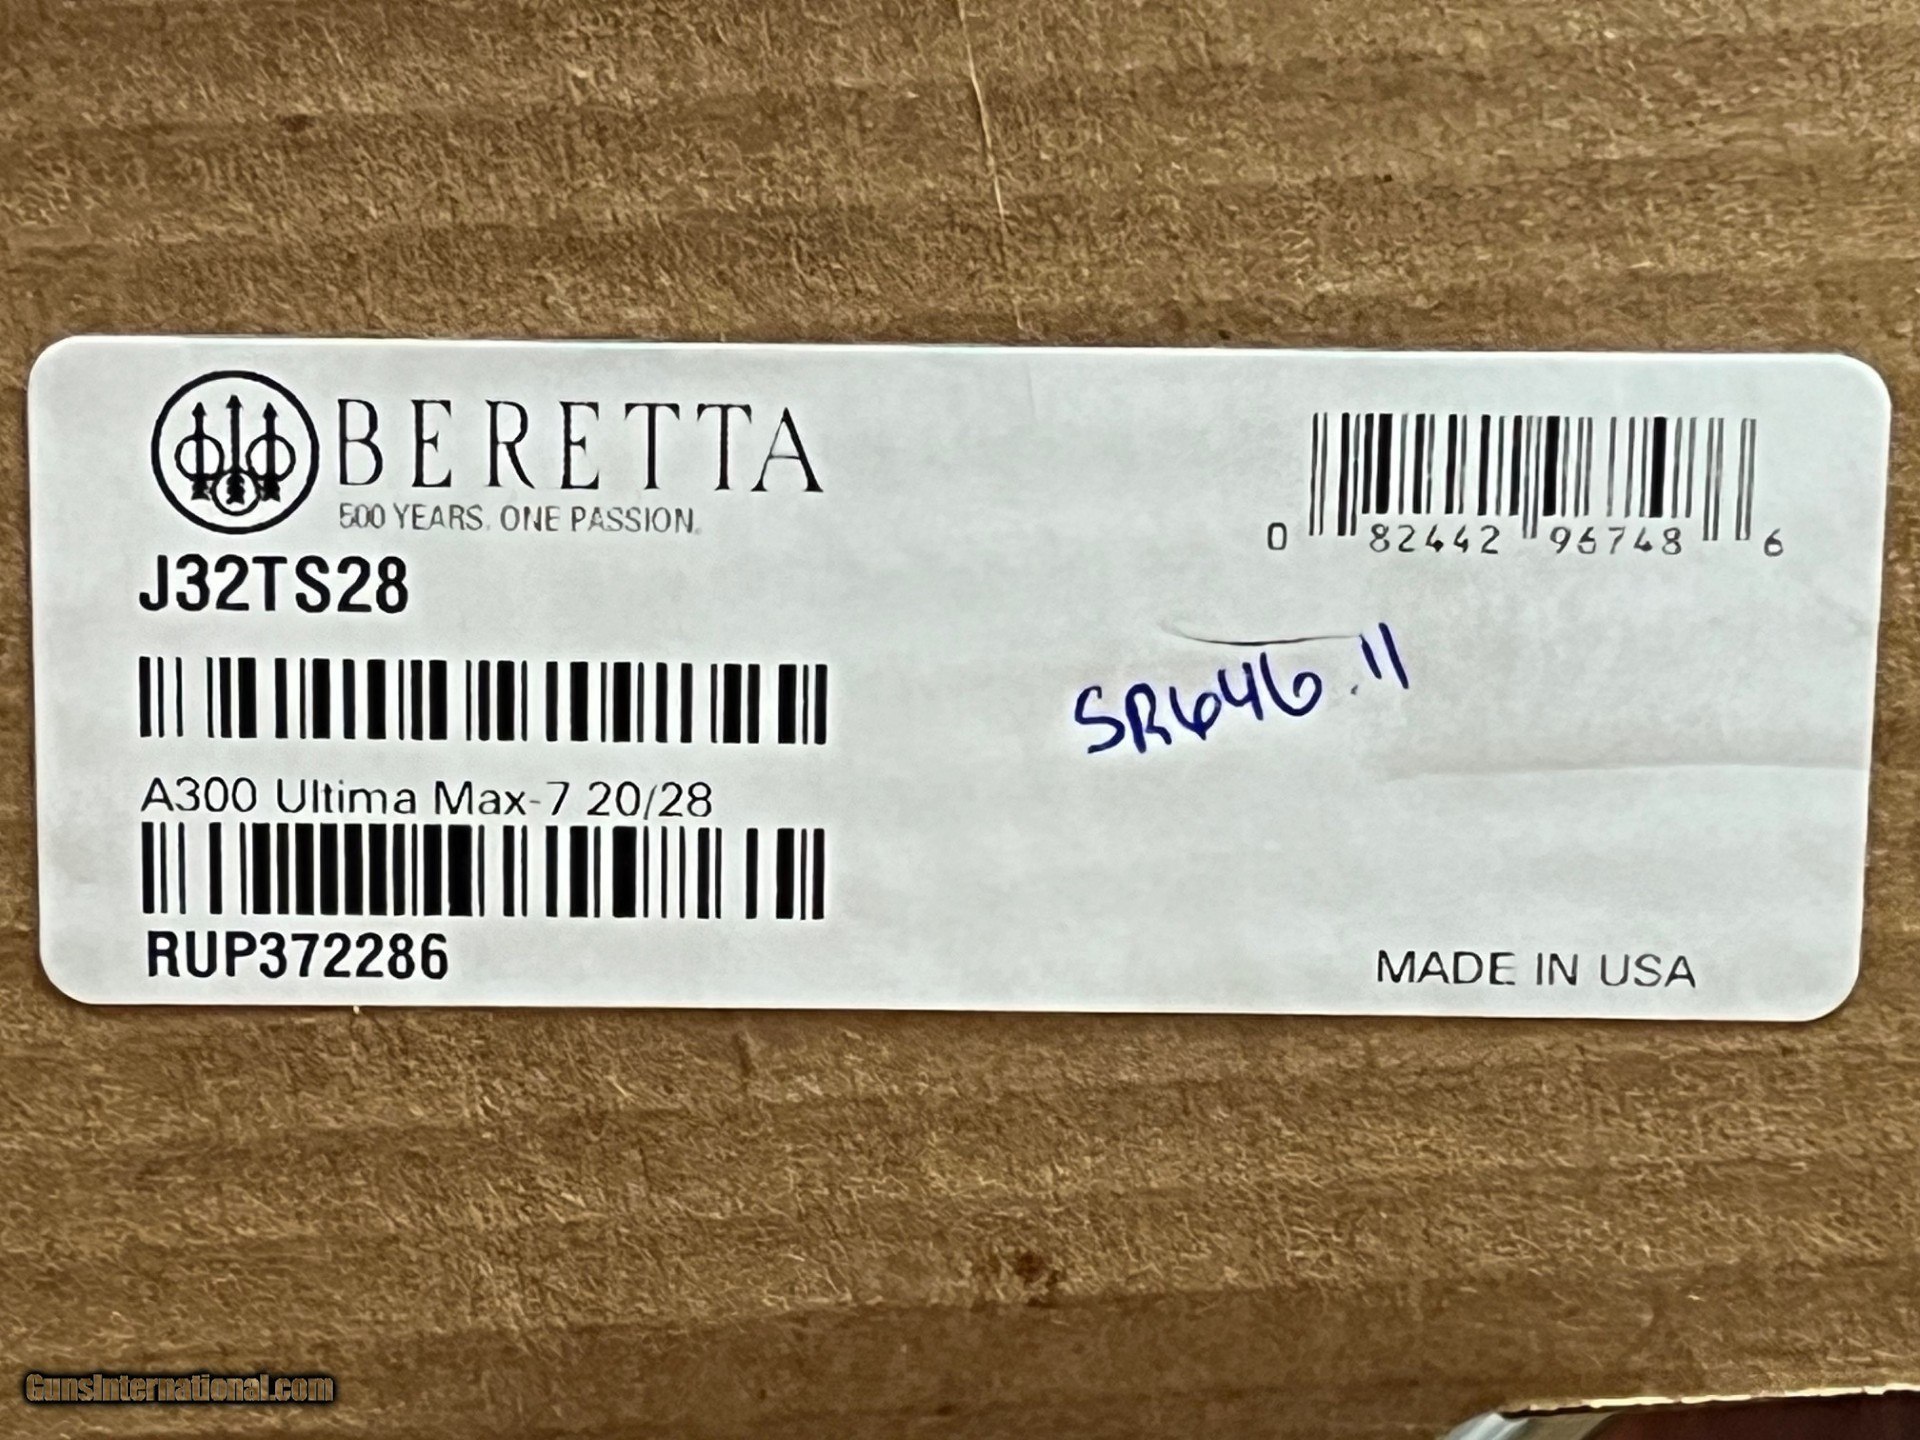 BERETTA
500 YEARS. ONE PASSION.
J32TS28
0 82442 96748 6
SR646.11
A300 Ultima Max-7 20/28
RUP372286
MADE IN USA
GunsInternational.com